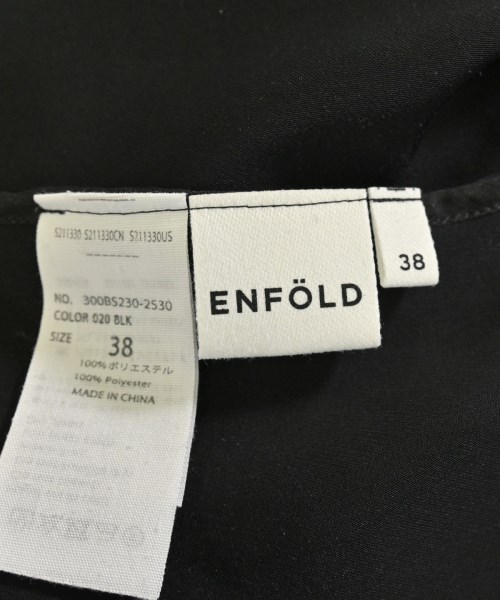 S211330 S211330CN S211330US
NO. 300BS230-2530
COLOR 020 BLK
SIZE 38
100%ポリエステル
100% Polyester
MADE IN CHINA
ENFÖLD
38